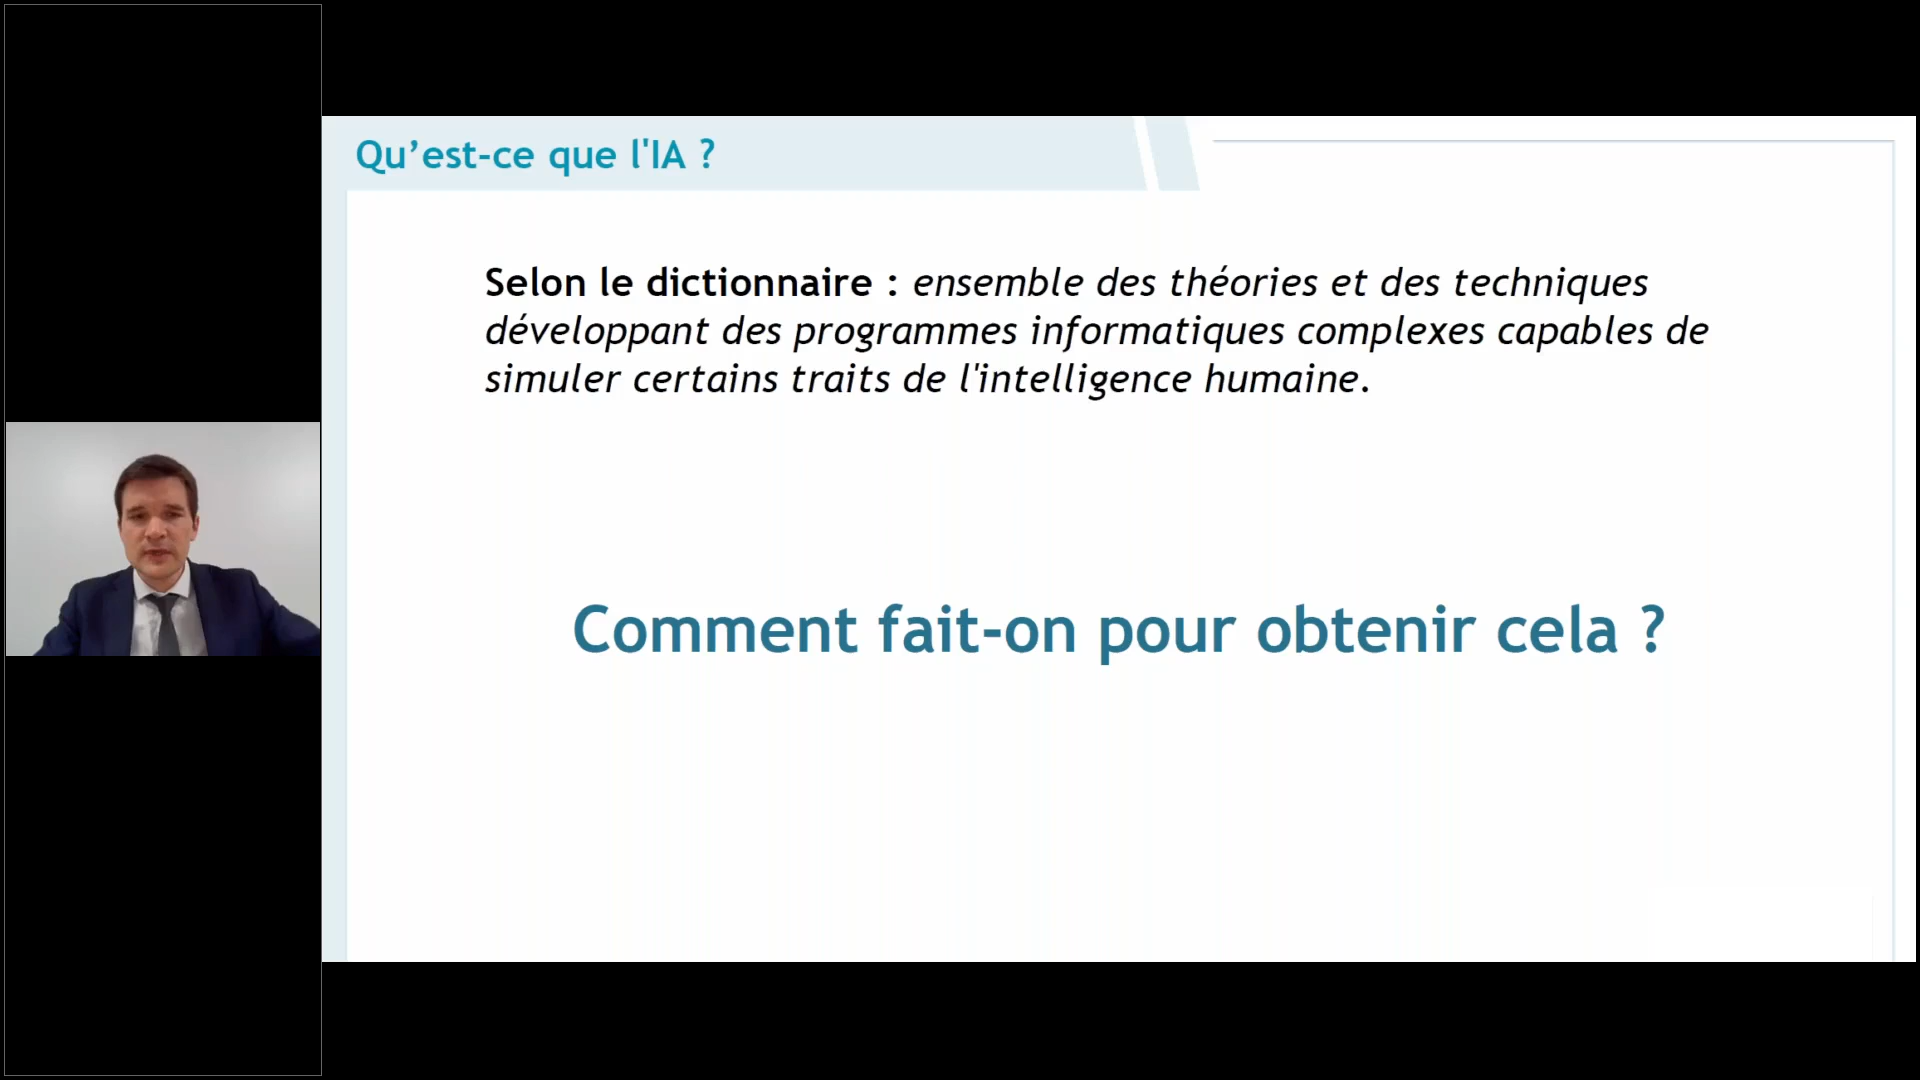 Qu’est-ce que l'IA ?
Selon le dictionnaire : ensemble des théories et des techniques
développant des programmes informatiques complexes capables de
simuler certains traits de l'intelligence humaine.
Comment fait-on pour obtenir cela ?